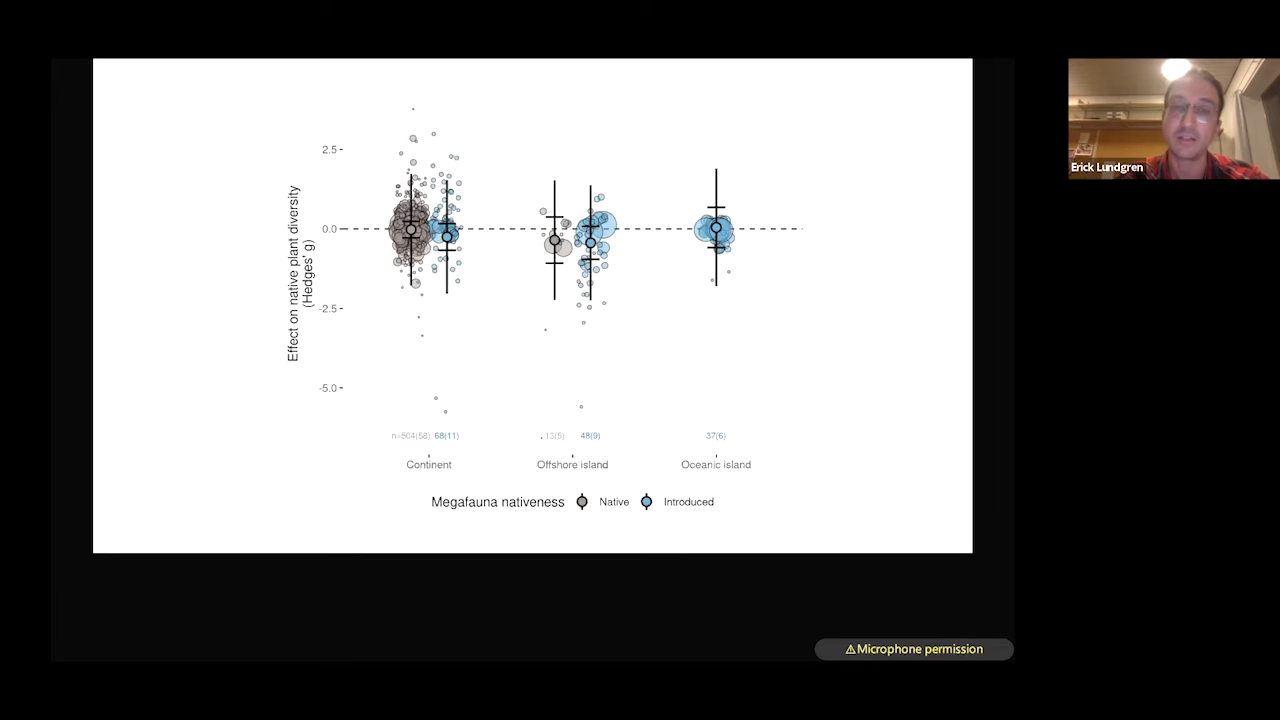 Effect on native plant diversity
(Hedges' g)
2.5
0.0
-2.5
-5.0
n=564(58) 68(11) 13(5) 48(9) 37(6)
Continent Offshore island Oceanic island
Megafauna nativeness Native Introduced
Erick Lundgren
⚠Microphone permission